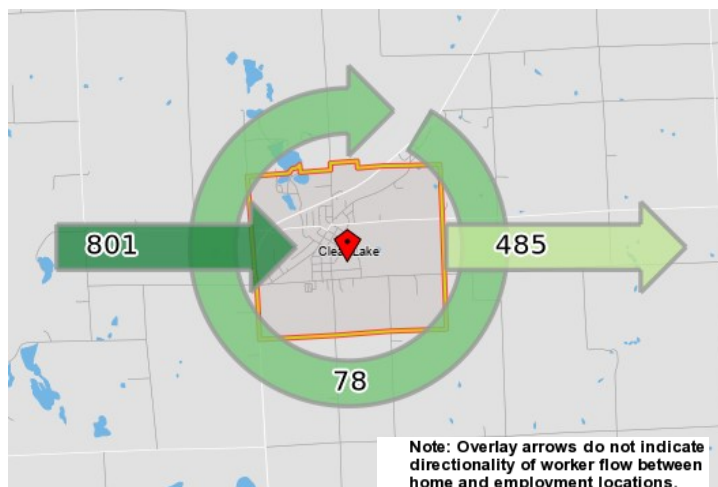 801
485
Clear Lake
78
Note: Overlay arrows do not indicate
directionality of worker flow between
home and employment locations.